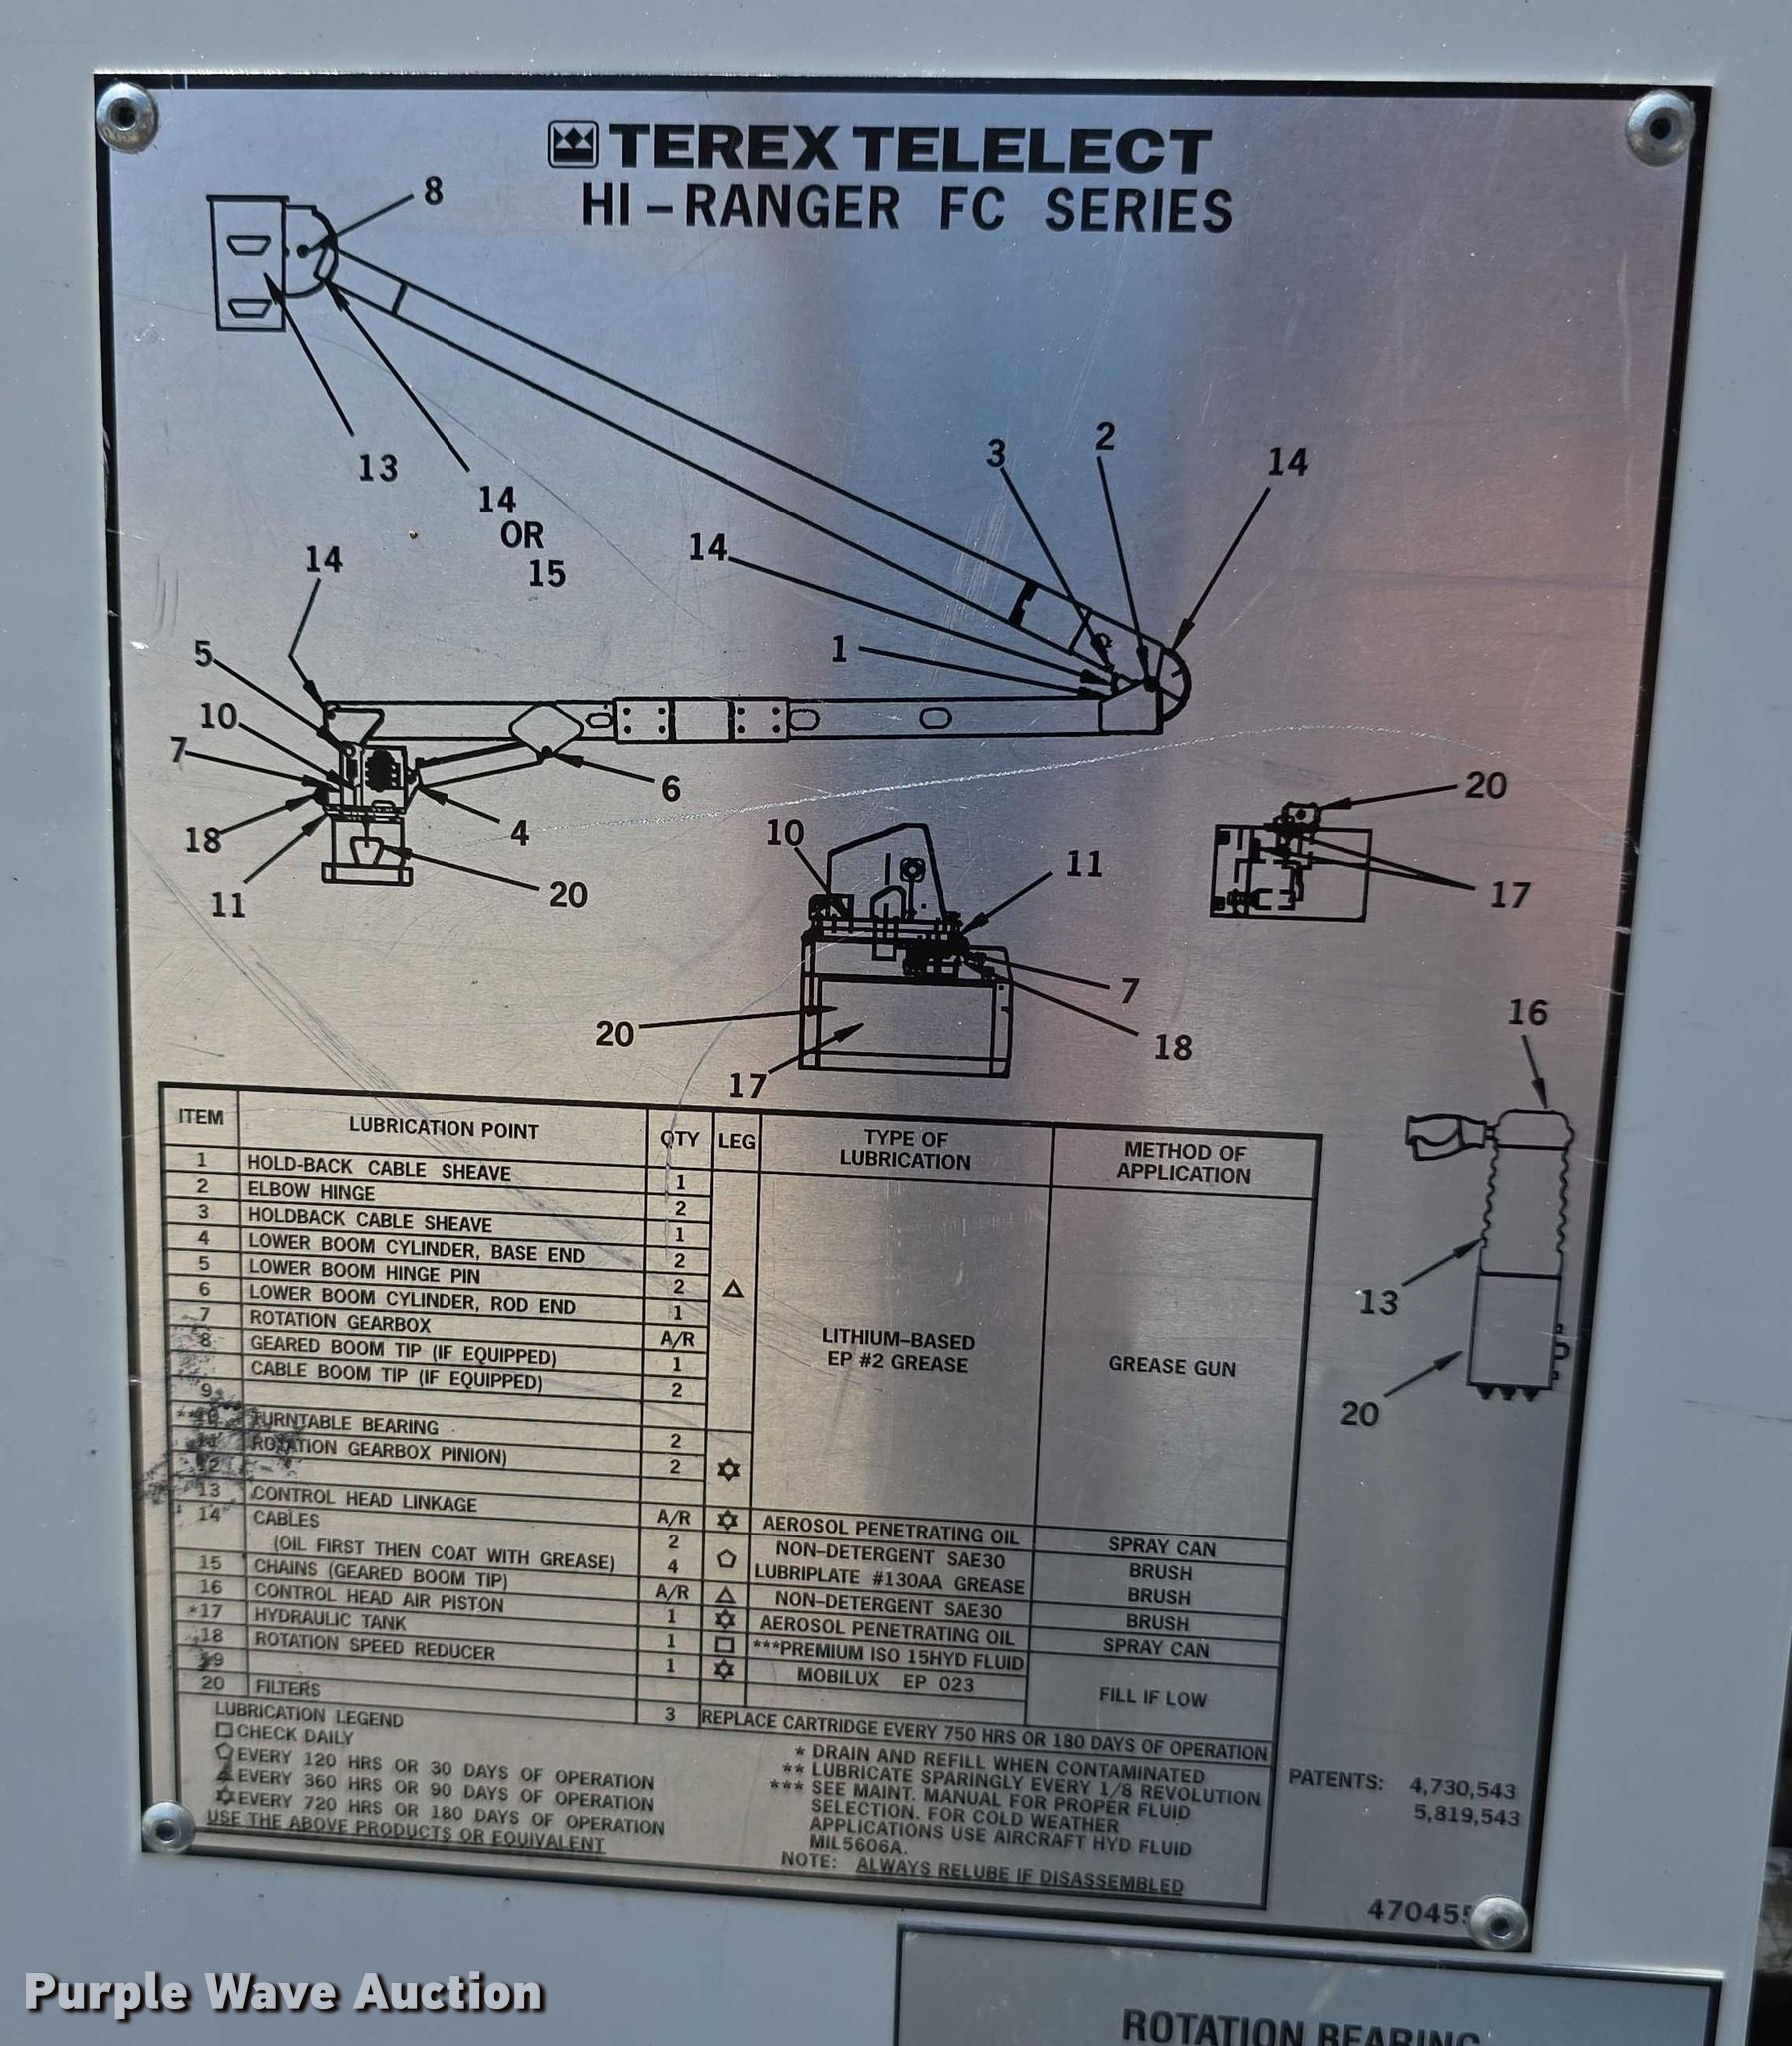 TEREX TELELECT
HI-RANGER FC SERIES
8
13
14
OR
15
14
3
2
14
14
1
5
10
7
18
11
6
4
20
10
11
7
18
20
17
20
17
16
13
20
ITEM LUBRICATION POINT QTY LEG TYPE OF LUBRICATION METHOD OF APPLICATION
1 HOLD-BACK CABLE SHEAVE 1
2 ELBOW HINGE 2
3 HOLDBACK CABLE SHEAVE 1
4 LOWER BOOM CYLINDER, BASE END 2
5 LOWER BOOM HINGE PIN 2
6 LOWER BOOM CYLINDER, ROD END 1
7 ROTATION GEARBOX A/R
8 GEARED BOOM TIP (IF EQUIPPED) 1
CABLE BOOM TIP (IF EQUIPPED) 2
9
**10 TURNTABLE BEARING 2
11 ROTATION GEARBOX PINION) 2
12
LITHIUM-BASED
EP #2 GREASE
GREASE GUN
13 CONTROL HEAD LINKAGE A/R AEROSOL PENETRATING OIL SPRAY CAN
14 CABLES 2 NON-DETERGENT SAE30 BRUSH
(OIL FIRST THEN COAT WITH GREASE) 4 LUBRIPLATE #130AA GREASE BRUSH
15 CHAINS (GEARED BOOM TIP) A/R NON-DETERGENT SAE30 BRUSH
16 CONTROL HEAD AIR PISTON 1 AEROSOL PENETRATING OIL SPRAY CAN
*17 HYDRAULIC TANK 1 ***PREMIUM ISO 15HYD FLUID
18 ROTATION SPEED REDUCER 1 MOBILUX EP 023
FILL IF LOW
19
20 FILTERS 3 REPLACE CARTRIDGE EVERY 750 HRS OR 180 DAYS OF OPERATION
LUBRICATION LEGEND
□ CHECK DAILY
⬠ EVERY 120 HRS OR 30 DAYS OF OPERATION
△ EVERY 360 HRS OR 90 DAYS OF OPERATION
✡ EVERY 720 HRS OR 180 DAYS OF OPERATION
USE THE ABOVE PRODUCTS OR EQUIVALENT
* DRAIN AND REFILL WHEN CONTAMINATED
** LUBRICATE SPARINGLY EVERY 1/8 REVOLUTION
*** SEE MAINT. MANUAL FOR PROPER FLUID
SELECTION. FOR COLD WEATHER
APPLICATIONS USE AIRCRAFT HYD FLUID
MIL5606A.
NOTE: ALWAYS RELUBE IF DISASSEMBLED
PATENTS: 4,730,543
5,819,543
470455
Purple Wave Auction
ROTATION BEARING